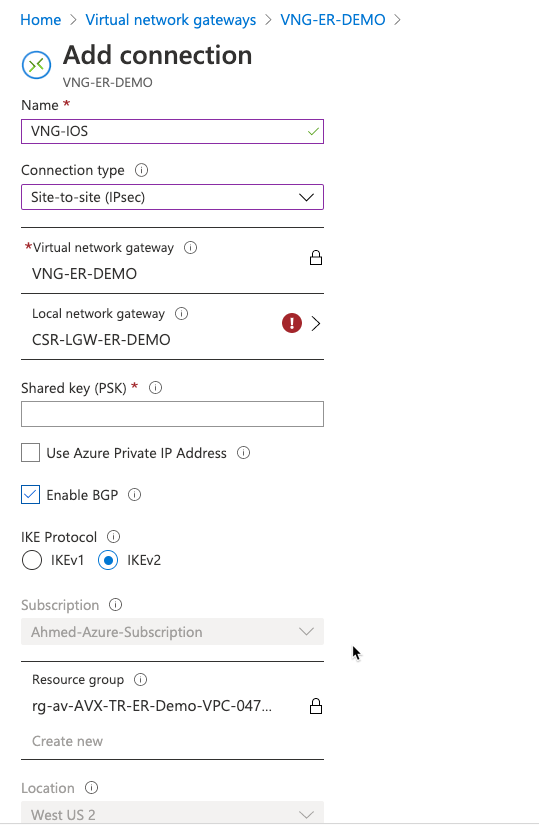 Home > Virtual network gateways > VNG-ER-DEMO >
Add connection
VNG-ER-DEMO
Name *
VNG-IOS
Connection type
Site-to-site (IPsec)
*Virtual network gateway
VNG-ER-DEMO
Local network gateway
CSR-LGW-ER-DEMO
Shared key (PSK) *
Use Azure Private IP Address
Enable BGP
IKE Protocol
IKEv1 IKEv2
Subscription
Ahmed-Azure-Subscription
Resource group
rg-av-AVX-TR-ER-Demo-VPC-047...
Create new
Location
West US 2